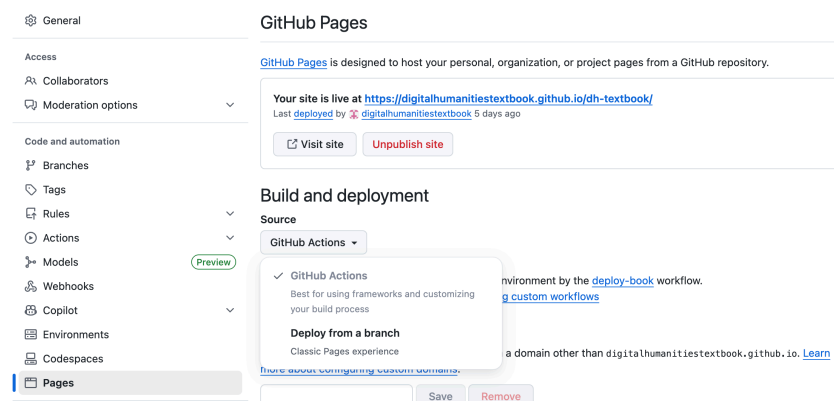 General
Access
Collaborators
Moderation options
Code and automation
Branches
Tags
Rules
Actions
Models
Preview
Webhooks
Copilot
Environments
Codespaces
Pages
GitHub Pages
GitHub Pages is designed to host your personal, organization, or project pages from a GitHub repository.
Your site is live at https://digitalhumanitiestextbook.github.io/dh-textbook/
Last deployed by digitalhumanitiestextbook 5 days ago
Visit site
Unpublish site
Build and deployment
Source
GitHub Actions
GitHub Actions
Best for using frameworks and customizing
your build process
Deploy from a branch
Classic Pages experience
nvironment by the deploy-book workflow.
g custom workflows
a domain other than digitalhumanitiestextbook.github.io. Learn
more about configuring custom domains.
Save
Remove